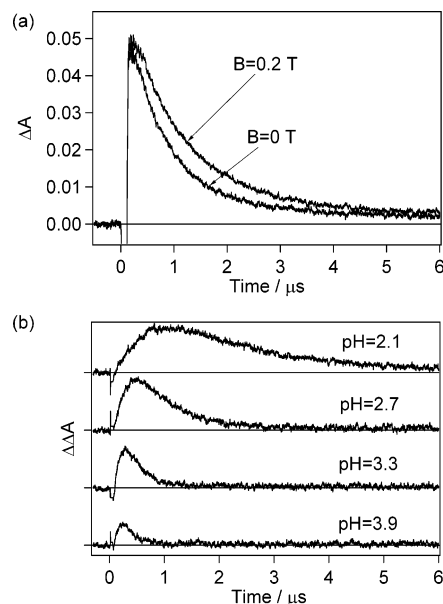 (a)
0.05
0.04
0.03
0.02
0.01
0.00
ΔA
B=0.2 T
B=0 T
0 1 2 3 4 5 6
Time / μs
(b)
ΔΔA
pH=2.1
pH=2.7
pH=3.3
pH=3.9
0 1 2 3 4 5 6
Time / μs